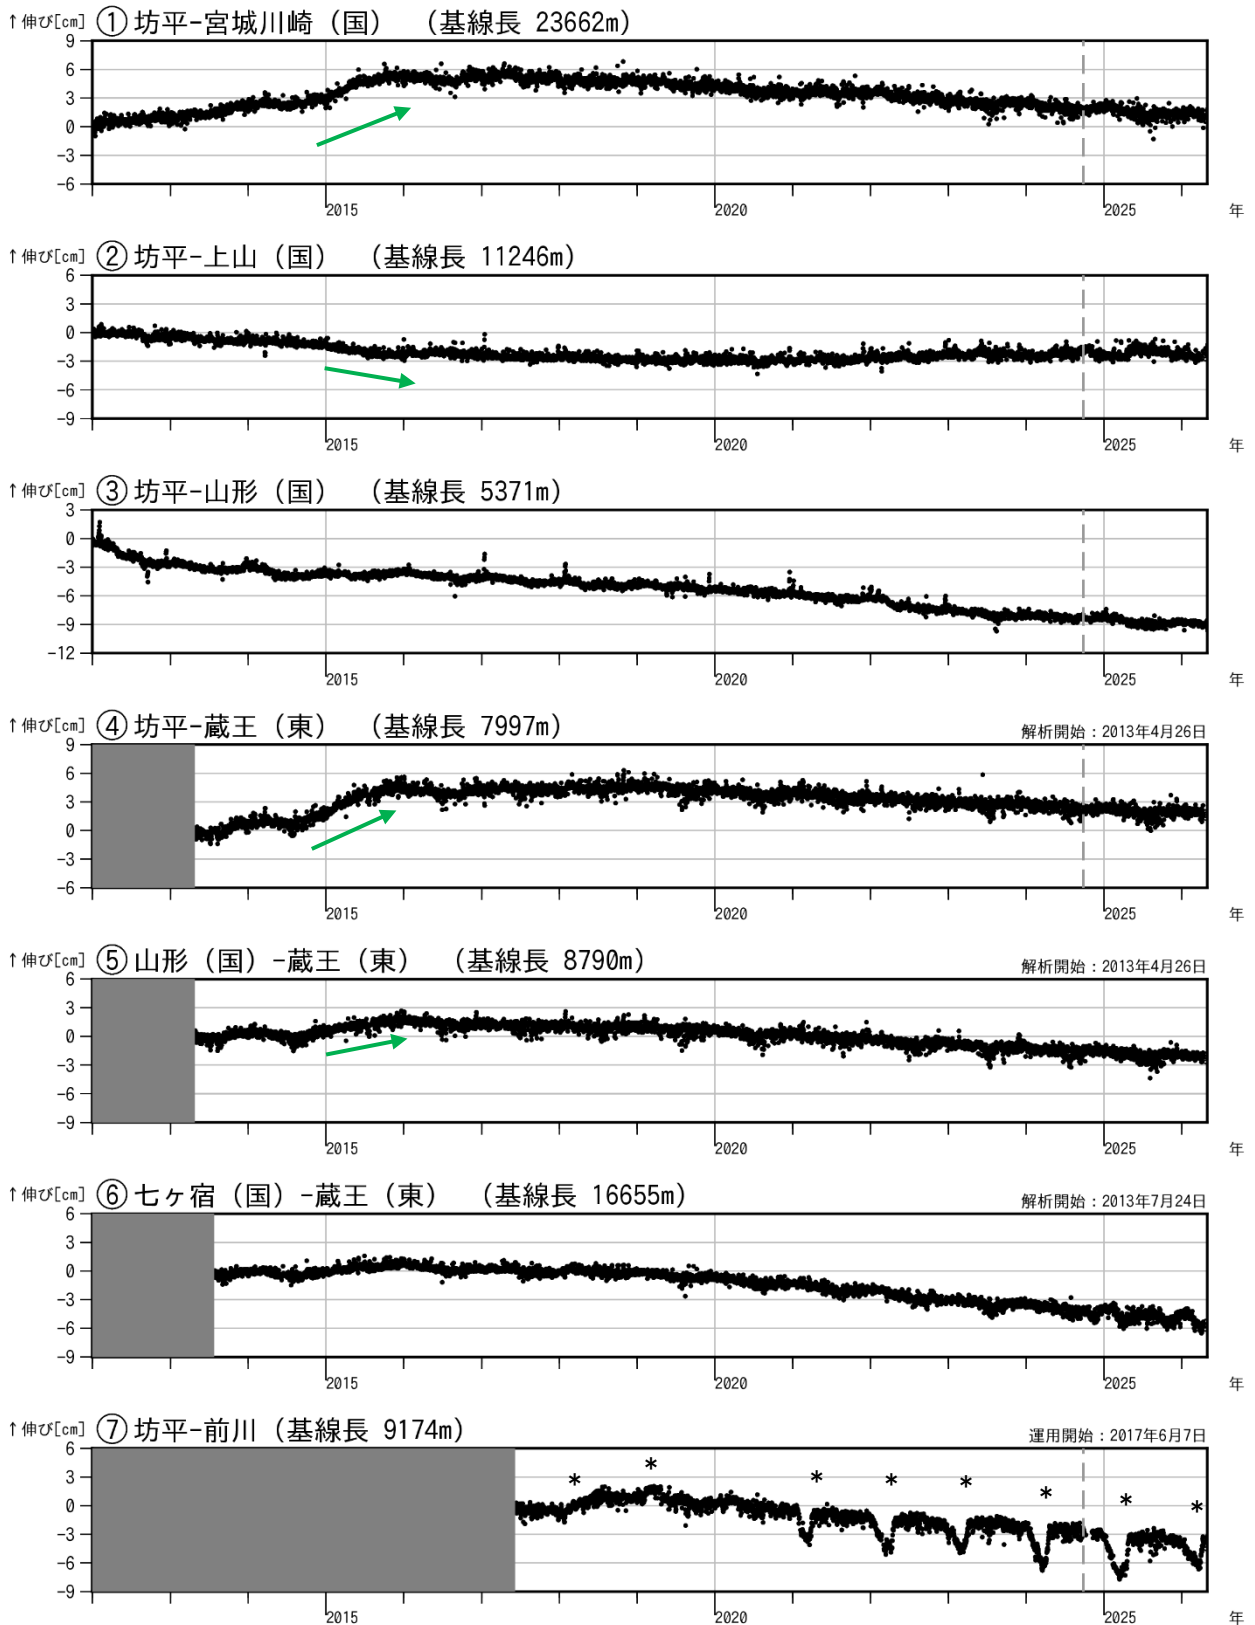 ↑伸び[cm] ①坊平-宮城川崎（国） （基線長 23662m）
9
6
3
0
-3
-6
2015 2020 2025 年
↑伸び[cm] ②坊平-上山（国） （基線長 11246m）
6
3
0
-3
-6
-9
2015 2020 2025 年
↑伸び[cm] ③坊平-山形（国） （基線長 5371m）
3
0
-3
-6
-9
-12
2015 2020 2025 年
↑伸び[cm] ④坊平-蔵王（東） （基線長 7997m） 解析開始：2013年4月26日
9
6
3
0
-3
-6
2015 2020 2025 年
↑伸び[cm] ⑤山形（国）-蔵王（東） （基線長 8790m） 解析開始：2013年4月26日
6
3
0
-3
-6
-9
2015 2020 2025 年
↑伸び[cm] ⑥七ヶ宿（国）-蔵王（東） （基線長 16655m） 解析開始：2013年7月24日
6
3
0
-3
-6
-9
2015 2020 2025 年
↑伸び[cm] ⑦坊平-前川（基線長 9174m） 運用開始：2017年6月7日
6
3
0
-3
-6
-9
* * * * * * * *
2015 2020 2025 年